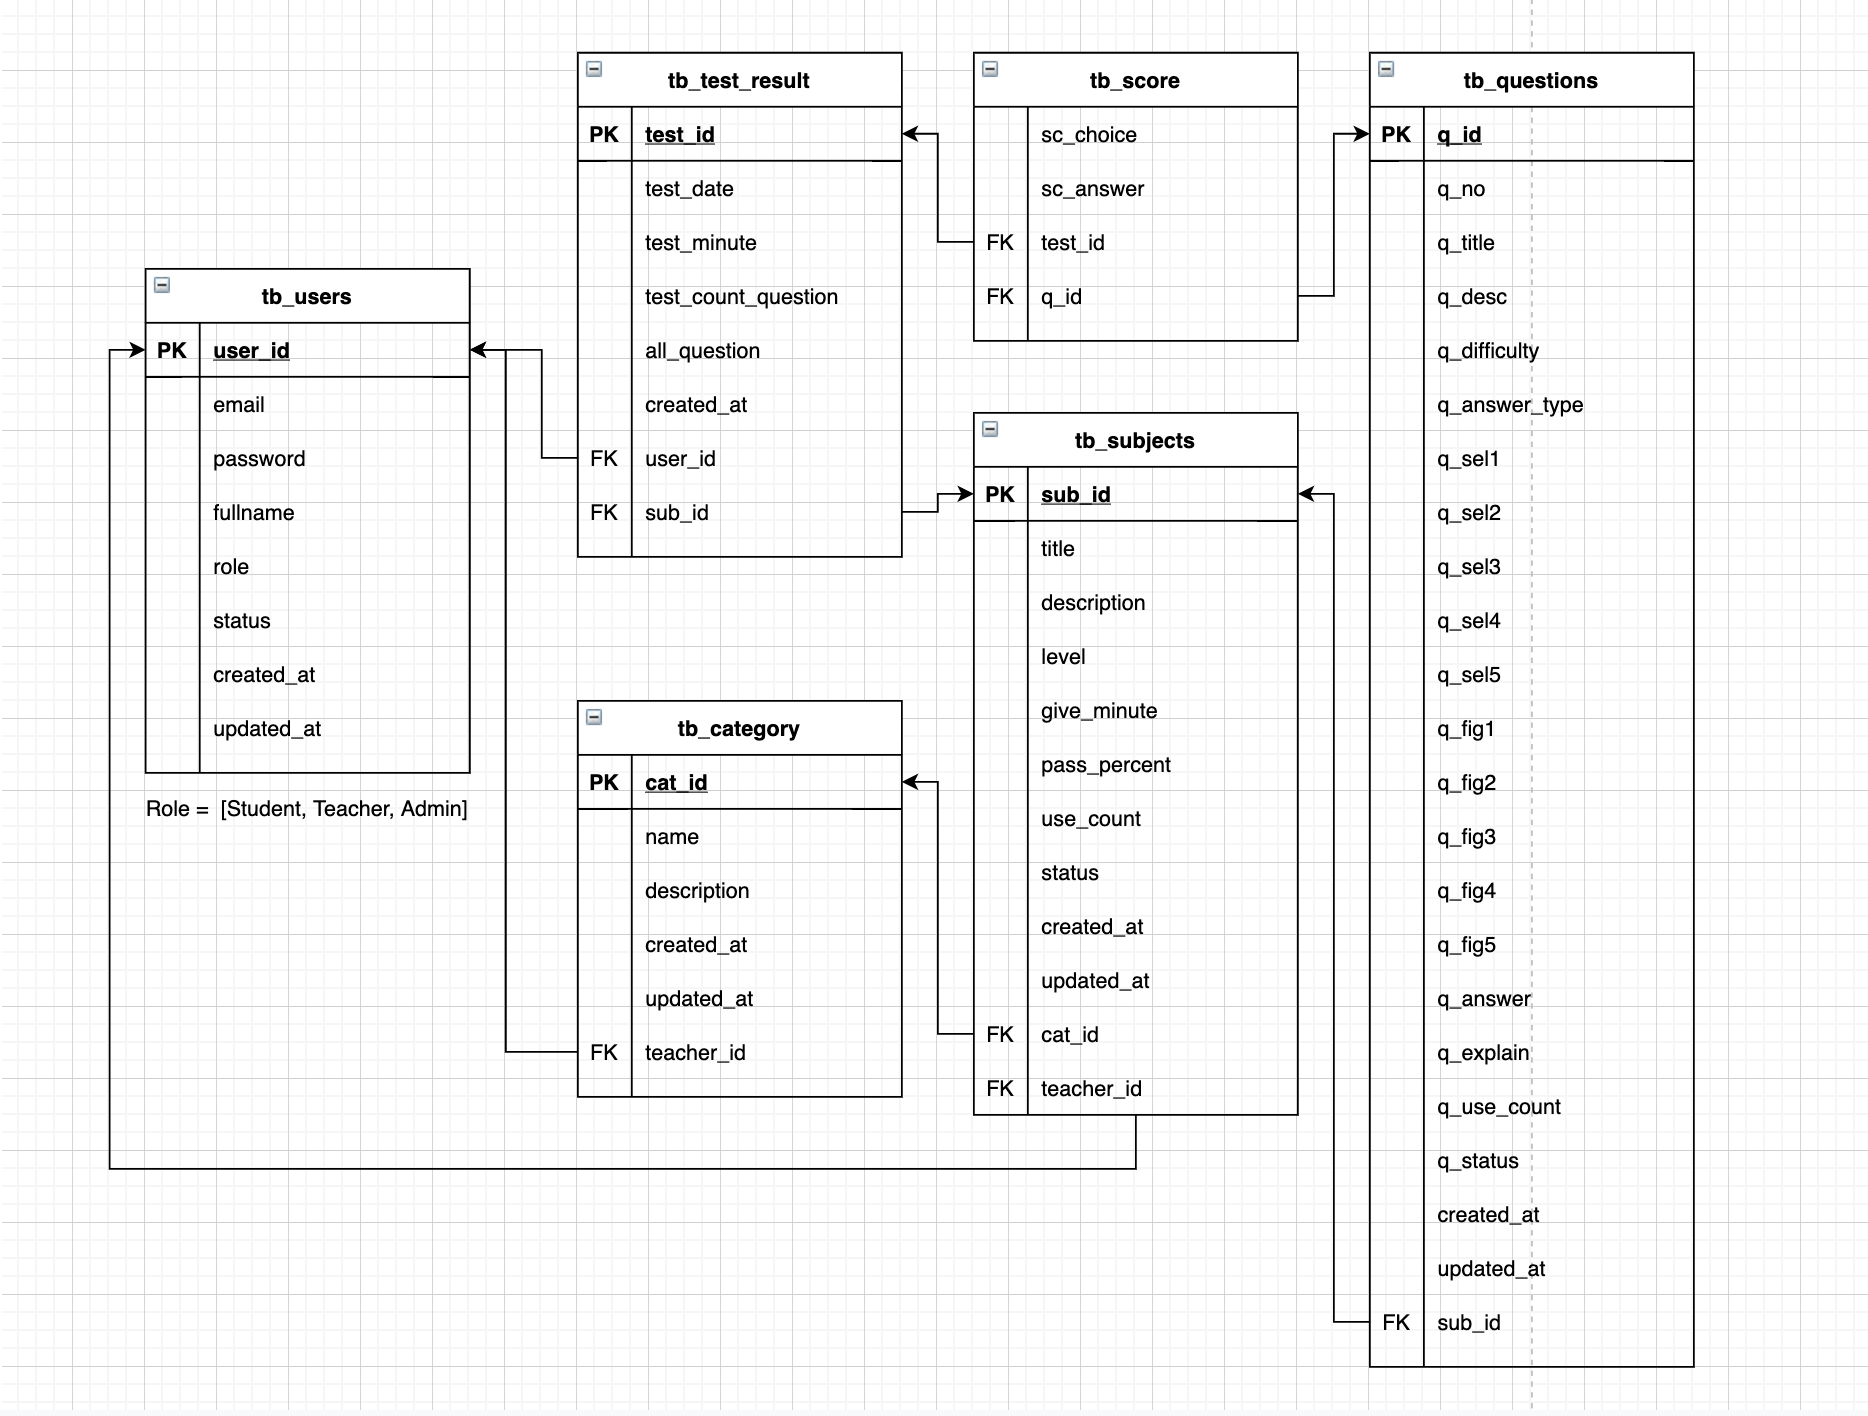 tb_users
PK user_id
email
password
fullname
role
status
created_at
updated_at
Role = [Student, Teacher, Admin]
tb_test_result
PK test_id
test_date
test_minute
test_count_question
all_question
created_at
FK user_id
FK sub_id
tb_category
PK cat_id
name
description
created_at
updated_at
FK teacher_id
tb_score
sc_choice
sc_answer
FK test_id
FK q_id
tb_subjects
PK sub_id
title
description
level
give_minute
pass_percent
use_count
status
created_at
updated_at
FK cat_id
FK teacher_id
tb_questions
PK q_id
q_no
q_title
q_desc
q_difficulty
q_answer_type
q_sel1
q_sel2
q_sel3
q_sel4
q_sel5
q_fig1
q_fig2
q_fig3
q_fig4
q_fig5
q_answer
q_explain
q_use_count
q_status
created_at
updated_at
FK sub_id